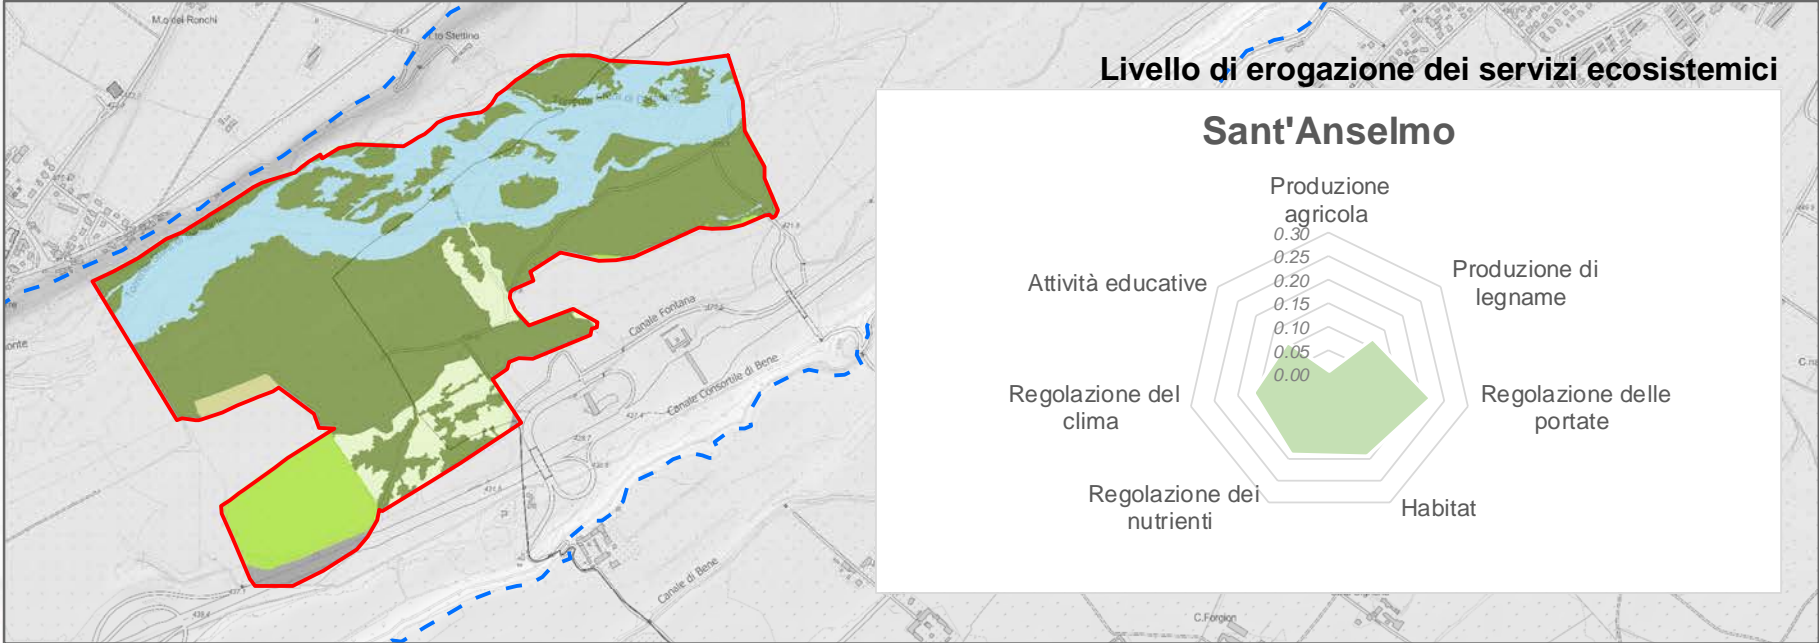 M.o dei Ronchi
Stettino
Livello di erogazione dei servizi ecosistemici
Sant'Anselmo
Produzione
agricola
0.30
0.25
0.20
0.15
0.10
0.05
0.00
Produzione di
legname
Attività educative
Regolazione del
clima
Regolazione delle
portate
Regolazione dei
nutrienti
Habitat
Canale Fontana
Canale Consortile di Bene
Canale di Bene
C.Forgion